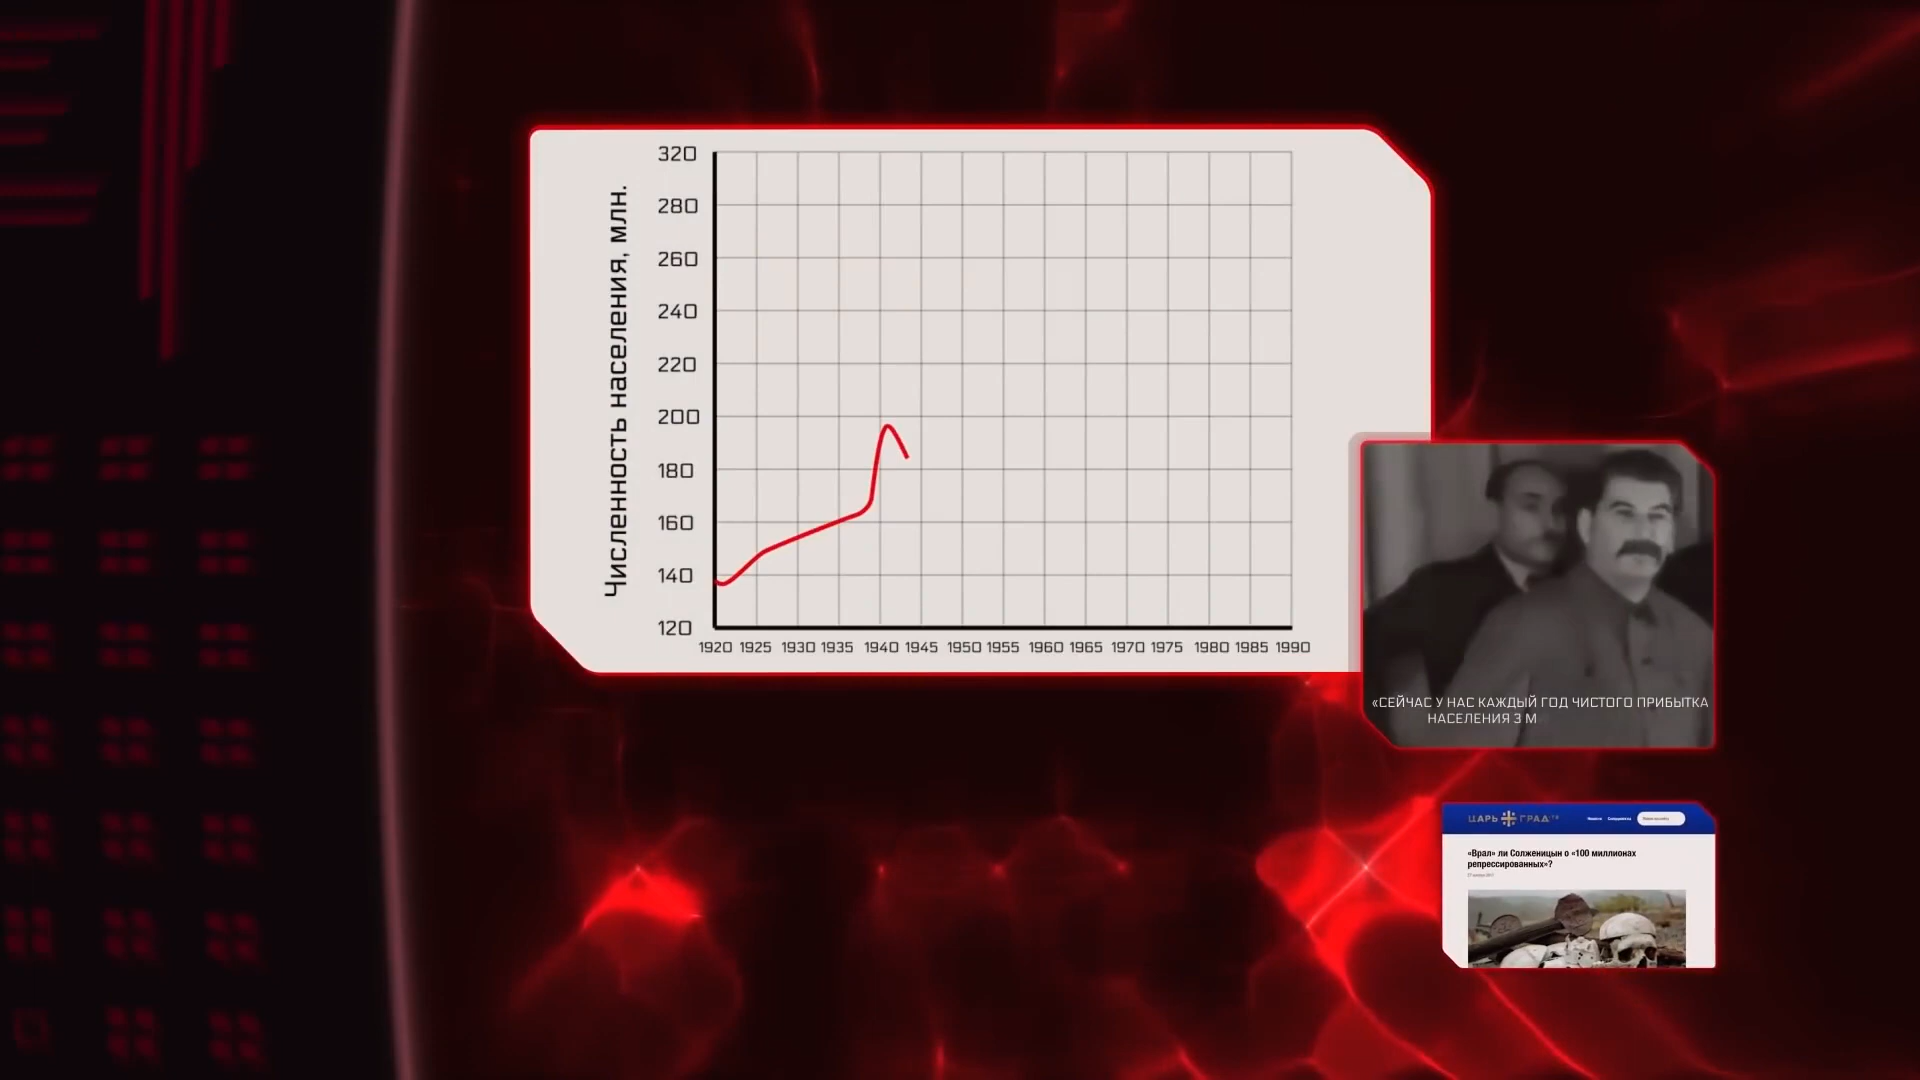 Численность населения, млн.
320
280
260
240
220
200
180
160
140
120
1920 1925 1930 1935 1940 1945 1950 1955 1960 1965 1970 1975 1980 1985 1990
«СЕЙЧАС У НАС КАЖДЫЙ ГОД ЧИСТОГО ПРИБЫТКА
НАСЕЛЕНИЯ 3 М
ЦАРЬ ГРАД TV
«Врал» ли Солженицын о «100 миллионах
репрессированных»?